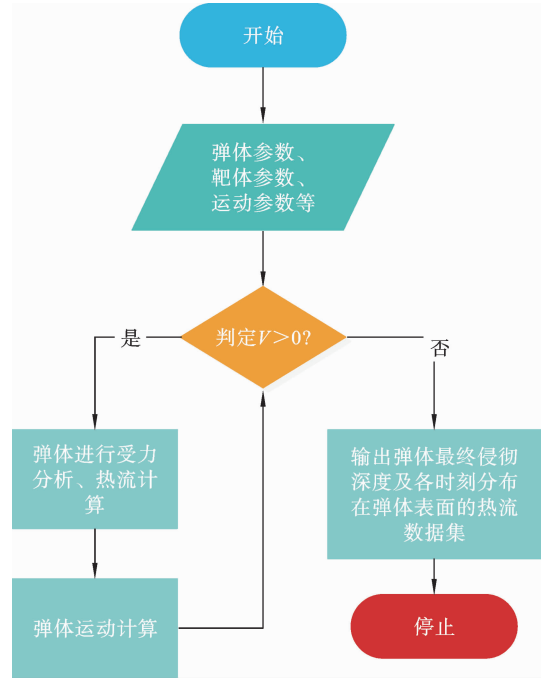 开始
弹体参数、
靶体参数、
运动参数等
判定V>0?
是
否
弹体进行受力
分析、热流计
算
输出弹体最终侵彻
深度及各时刻分布
在弹体表面的热流
数据集
弹体运动计算
停止